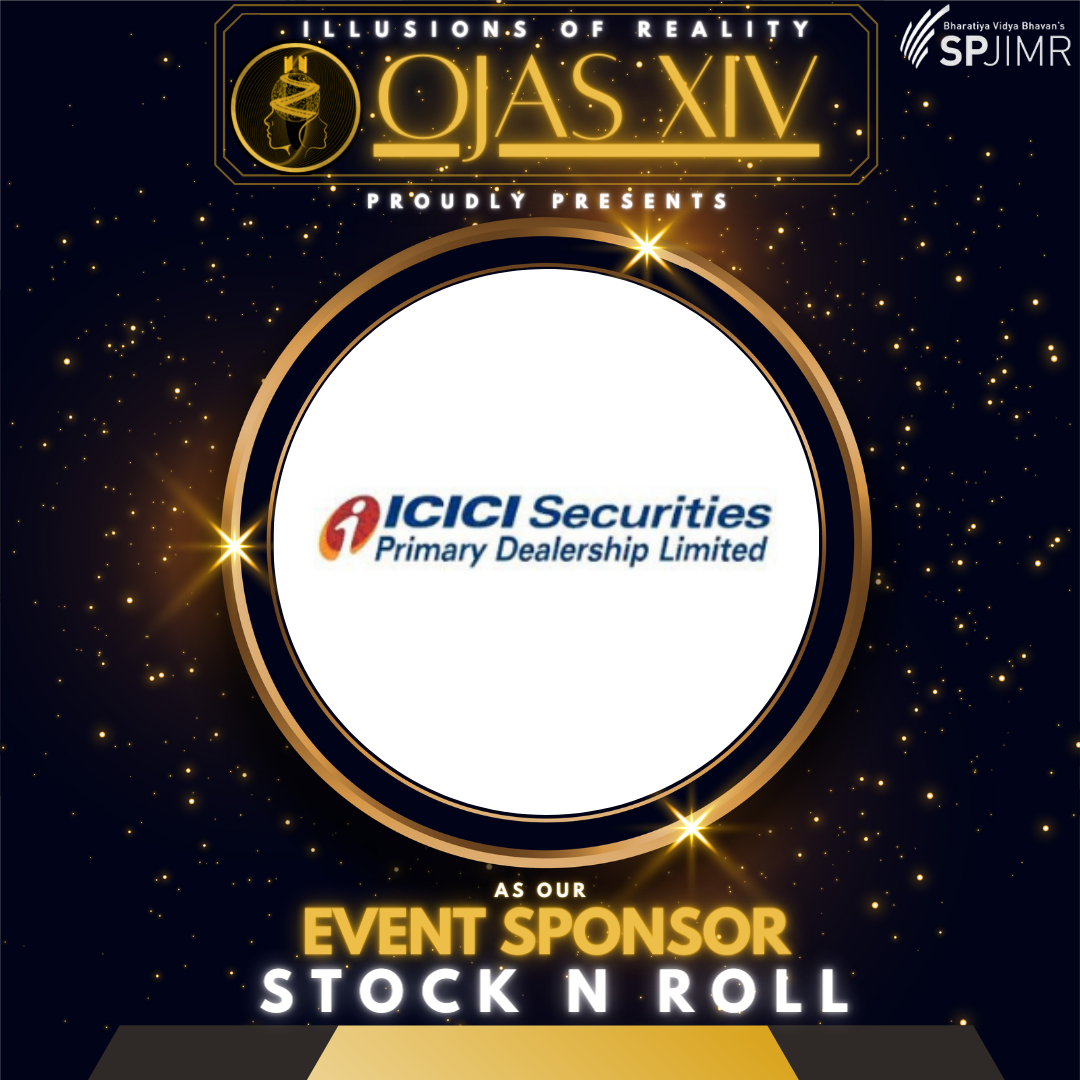 ILLUSIONS OF REALITY
Bharatiya Vidya Bhavan's
SPJIMR
OJAS XIV
PROUDLY PRESENTS
i ICICI Securities
Primary Dealership Limited
AS OUR
EVENT SPONSOR
STOCK N ROLL